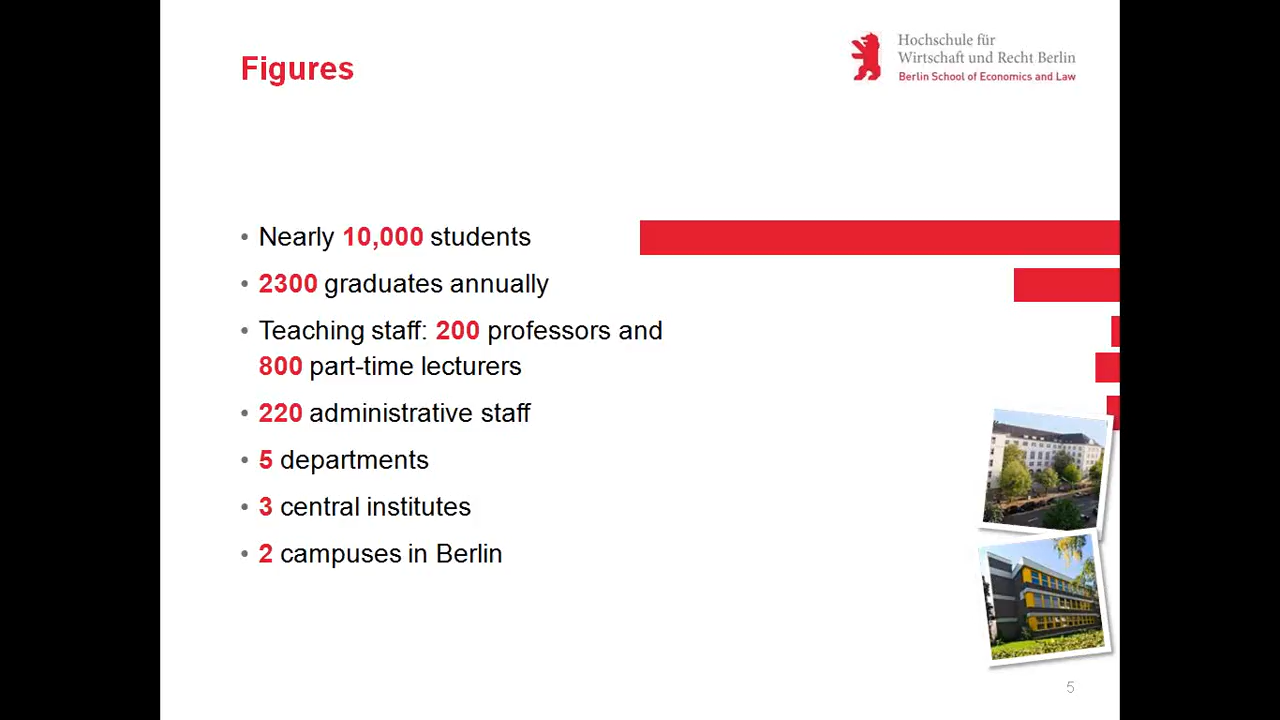 Figures
Hochschule für
Wirtschaft und Recht Berlin
Berlin School of Economics and Law
• Nearly 10,000 students
• 2300 graduates annually
• Teaching staff: 200 professors and
800 part-time lecturers
• 220 administrative staff
• 5 departments
• 3 central institutes
• 2 campuses in Berlin
5